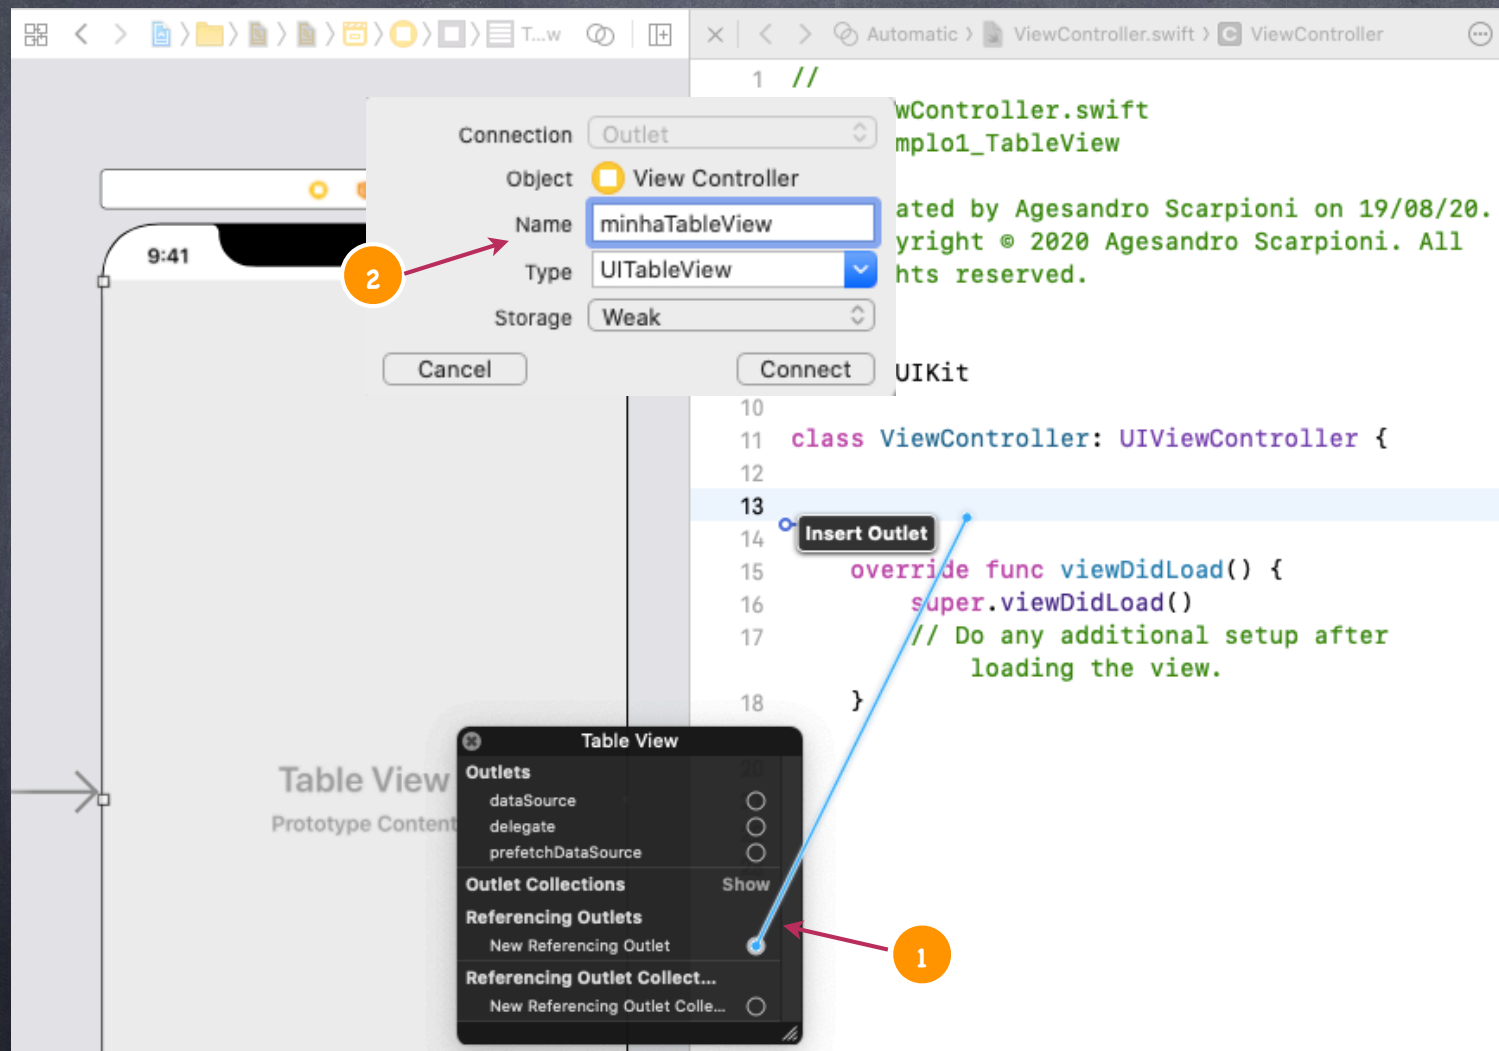 T...w
Automatic
ViewController.swift
C ViewController
1 //
wController.swift
mplo1_TableView
ated by Agesandro Scarpioni on 19/08/20.
yright © 2020 Agesandro Scarpioni. All
hts reserved.
UIKit
10
11 class ViewController: UIViewController {
12
13
14
15 override func viewDidLoad() {
16 super.viewDidLoad()
17 // Do any additional setup after
loading the view.
18 }
20
Connection Outlet
Object View Controller
Name minhaTableView
Type UITableView
Storage Weak
Cancel Connect
2
9:41
Insert Outlet
Table View
Prototype Content
Table View
Outlets
dataSource
delegate
prefetchDataSource
Outlet Collections Show
Referencing Outlets
New Referencing Outlet
Referencing Outlet Collect...
New Referencing Outlet Colle...
1